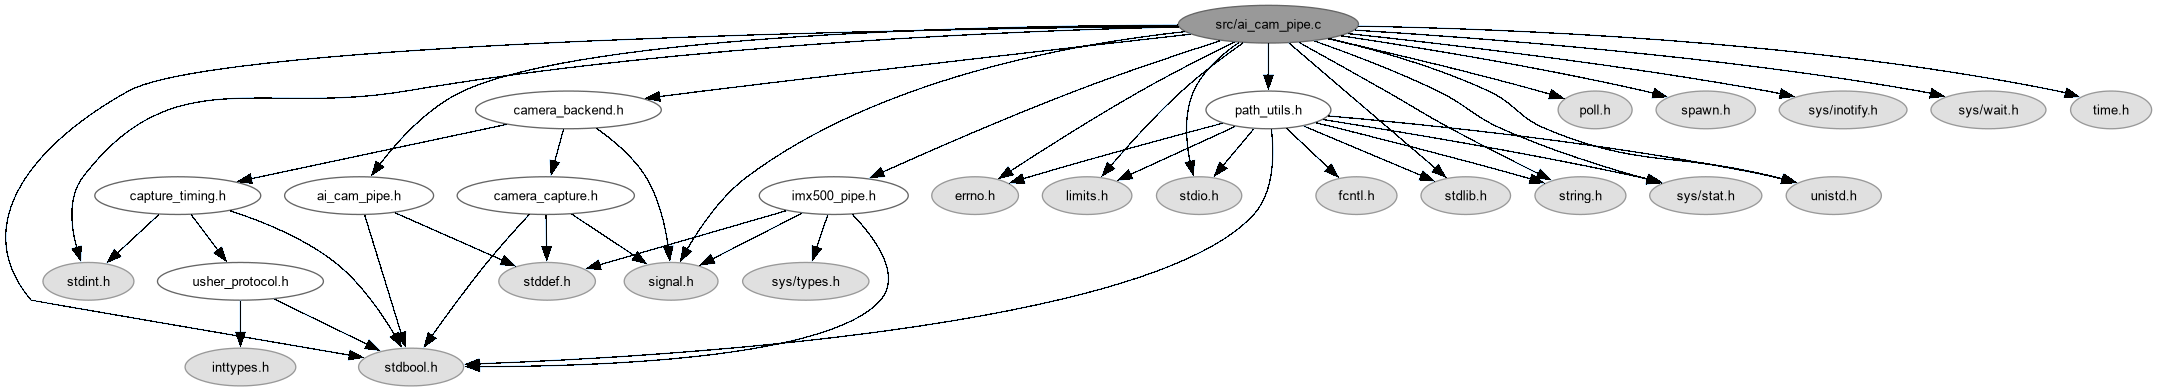 src/ai_cam_pipe.c
camera_backend.h
path_utils.h
poll.h
spawn.h
sys/inotify.h
sys/wait.h
time.h
capture_timing.h
ai_cam_pipe.h
camera_capture.h
imx500_pipe.h
errno.h
limits.h
stdio.h
fcntl.h
stdlib.h
string.h
sys/stat.h
unistd.h
stdint.h
usher_protocol.h
stddef.h
signal.h
sys/types.h
inttypes.h
stdbool.h